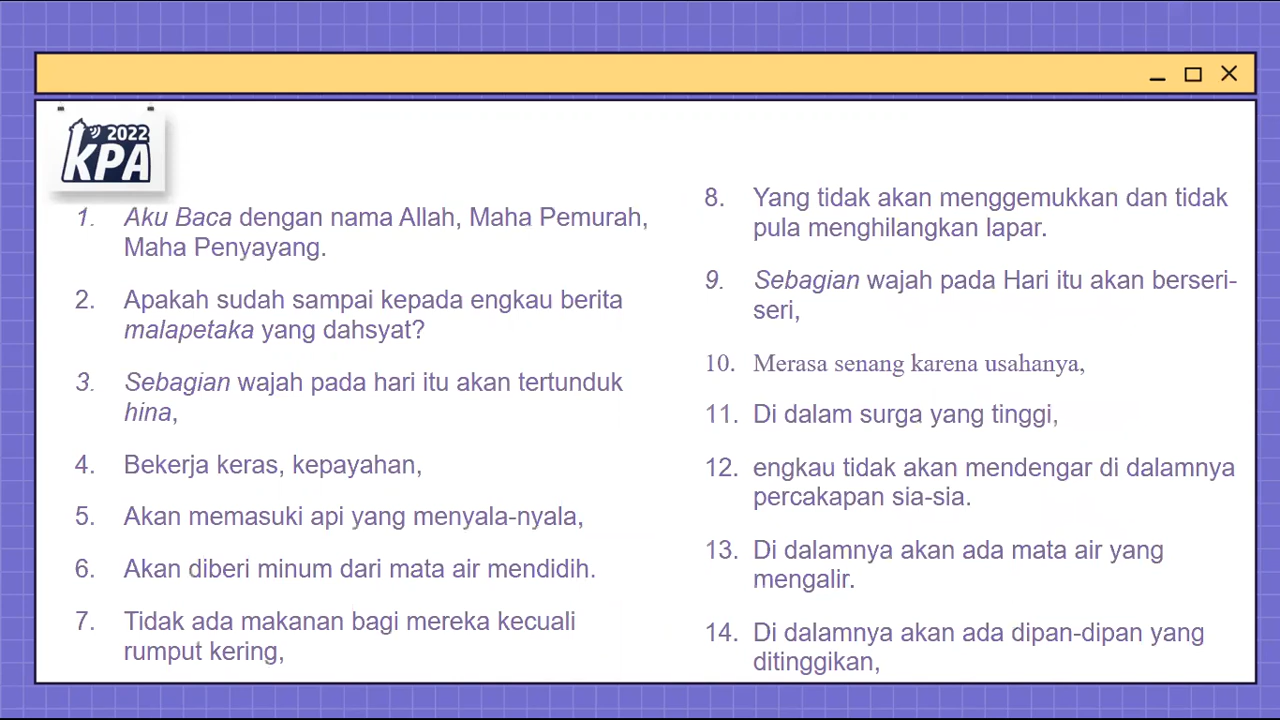 2022
KPA
1. Aku Baca dengan nama Allah, Maha Pemurah,
Maha Penyayang.
2. Apakah sudah sampai kepada engkau berita
malapetaka yang dahsyat?
3. Sebagian wajah pada hari itu akan tertunduk
hina,
4. Bekerja keras, kepayahan,
5. Akan memasuki api yang menyala-nyala,
6. Akan diberi minum dari mata air mendidih.
7. Tidak ada makanan bagi mereka kecuali
rumput kering,
8. Yang tidak akan menggemukkan dan tidak
pula menghilangkan lapar.
9. Sebagian wajah pada Hari itu akan berseri-
seri,
10. Merasa senang karena usahanya,
11. Di dalam surga yang tinggi,
12. engkau tidak akan mendengar di dalamnya
percakapan sia-sia.
13. Di dalamnya akan ada mata air yang
mengalir.
14. Di dalamnya akan ada dipan-dipan yang
ditinggikan,